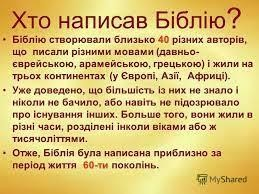 Хто написав Біблію?
• Біблію створювали близько 40 різних авторів,
що писали різними мовами (давньо-
єврейською, арамейською, грецькою) і жили на
трьох континентах (у Європі, Азії, Африці).
• Уже доведено, що більшість із них не знало і
ніколи не бачило, або навіть не підозрювало
про існування інших. Больше того, вони жили в
різні часи, розділені інколи віками або ж
тисячоліттями.
• Отже, Біблія була написана приблизно за
період життя 60-ти поколінь.
MyShared